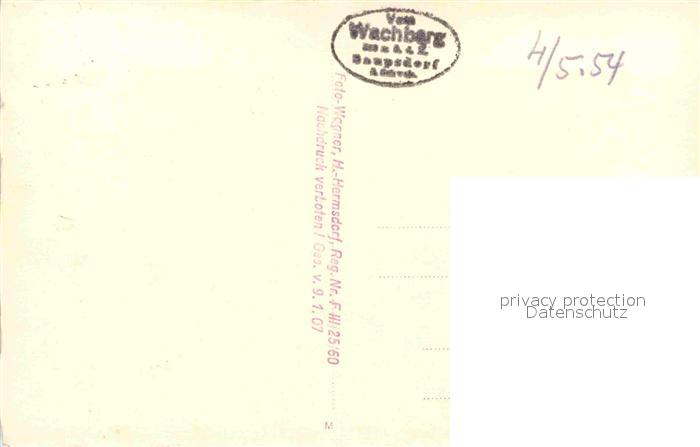 Vom
Wachberg
Saupsdorf
4/5.54
Foto-Wagner, H.-Hermsdorf, Reg. Nr. F III/25/60
Nachdruck verboten! Ges. v. 9. 1. 07
privacy protection
Datenschutz
M